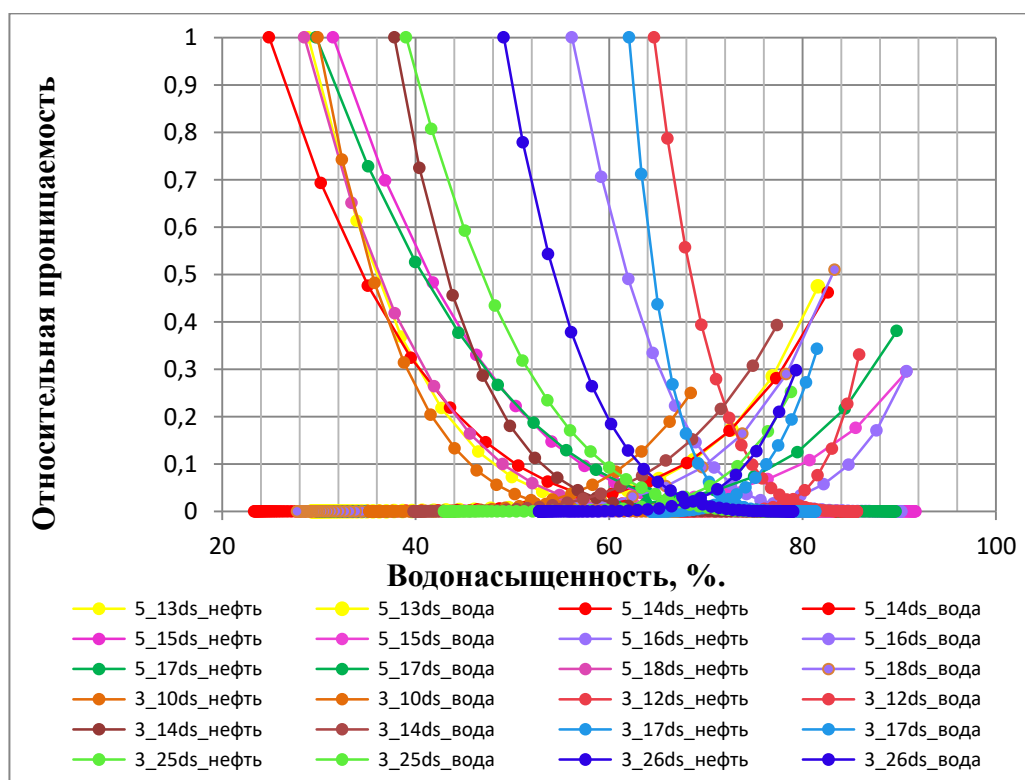 Относительная проницаемость
1
0,9
0,8
0,7
0,6
0,5
0,4
0,3
0,2
0,1
0
20 40 60 80 100
Водонасыщенность, %.
5_13ds_нефть 5_13ds_вода 5_14ds_нефть 5_14ds_вода
5_15ds_нефть 5_15ds_вода 5_16ds_нефть 5_16ds_вода
5_17ds_нефть 5_17ds_вода 5_18ds_нефть 5_18ds_вода
3_10ds_нефть 3_10ds_вода 3_12ds_нефть 3_12ds_вода
3_14ds_нефть 3_14ds_вода 3_17ds_нефть 3_17ds_вода
3_25ds_нефть 3_25ds_вода 3_26ds_нефть 3_26ds_вода